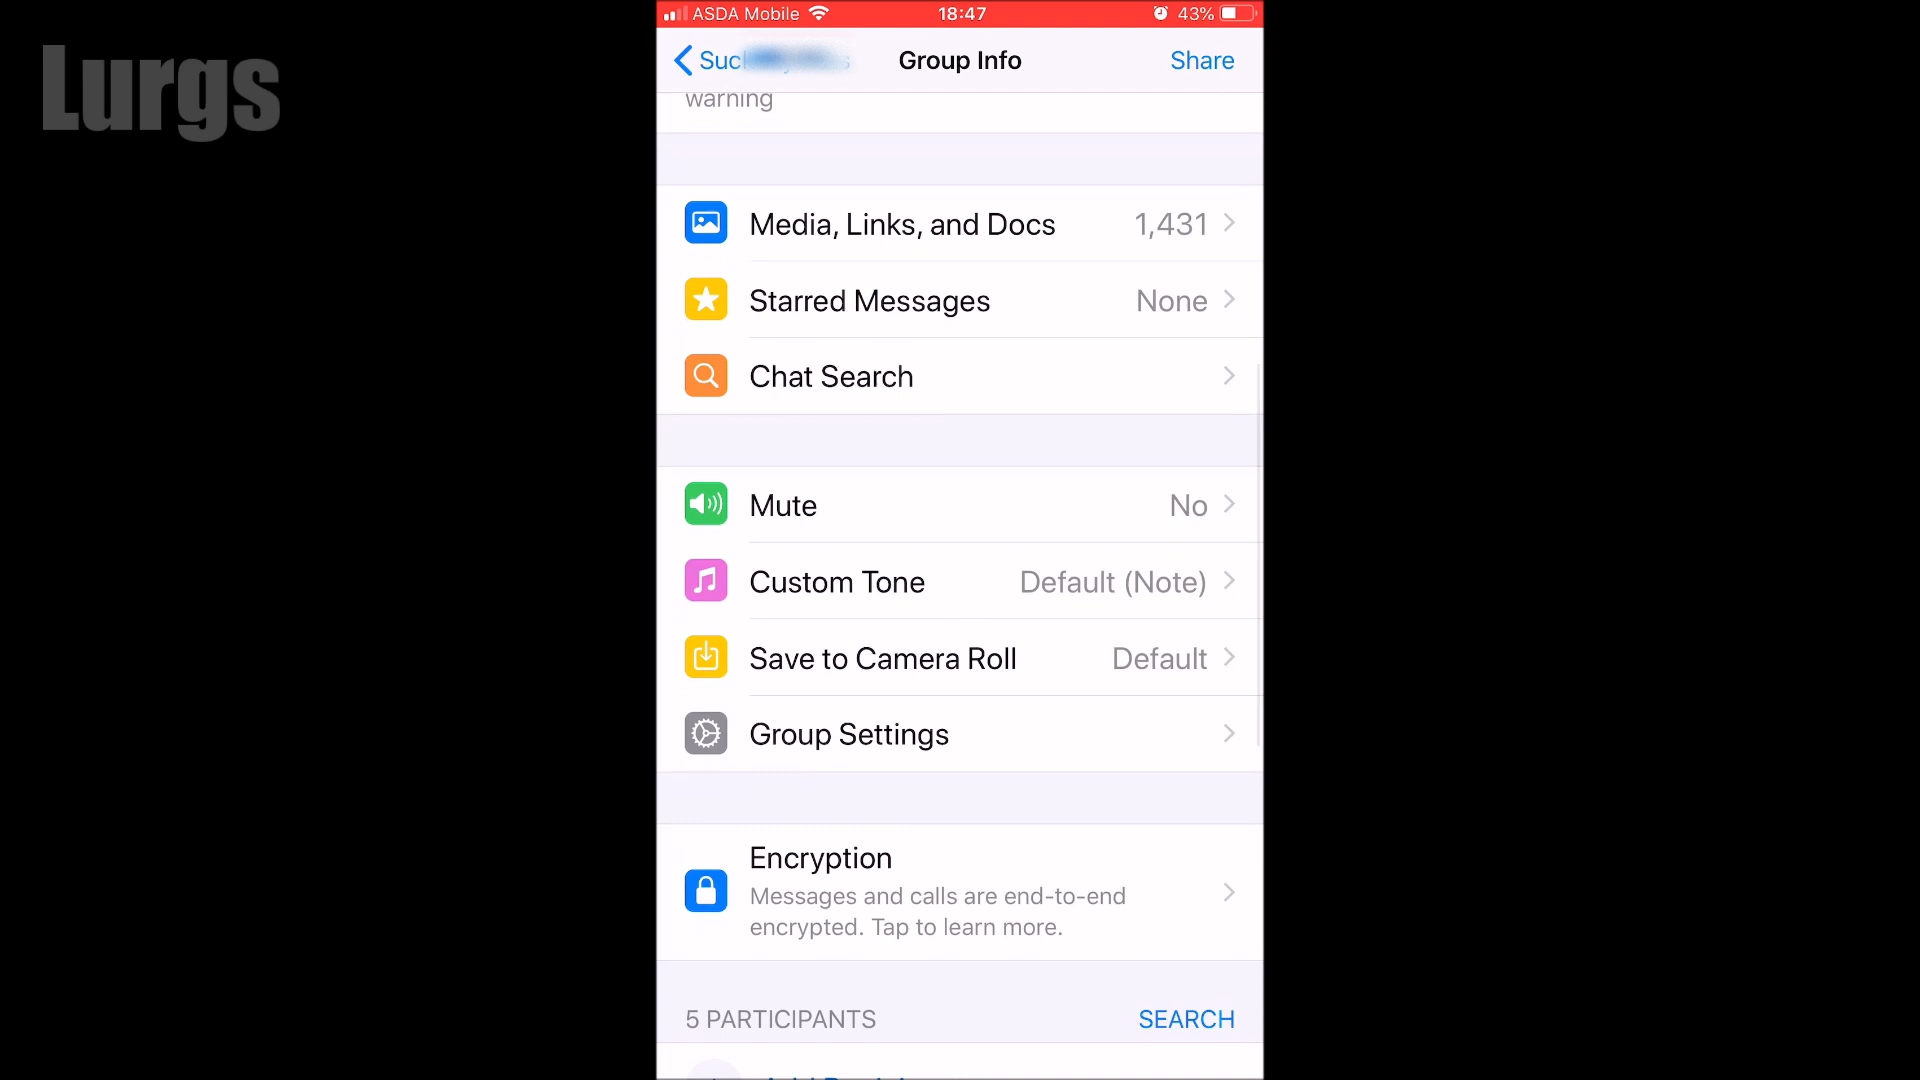 Lurgs
ASDA Mobile 18:47 43%
Group Info Share
warning
Media, Links, and Docs 1,431
Starred Messages None
Chat Search
Mute No
Custom Tone Default (Note)
Save to Camera Roll Default
Group Settings
Encryption
Messages and calls are end-to-end
encrypted. Tap to learn more.
5 PARTICIPANTS SEARCH